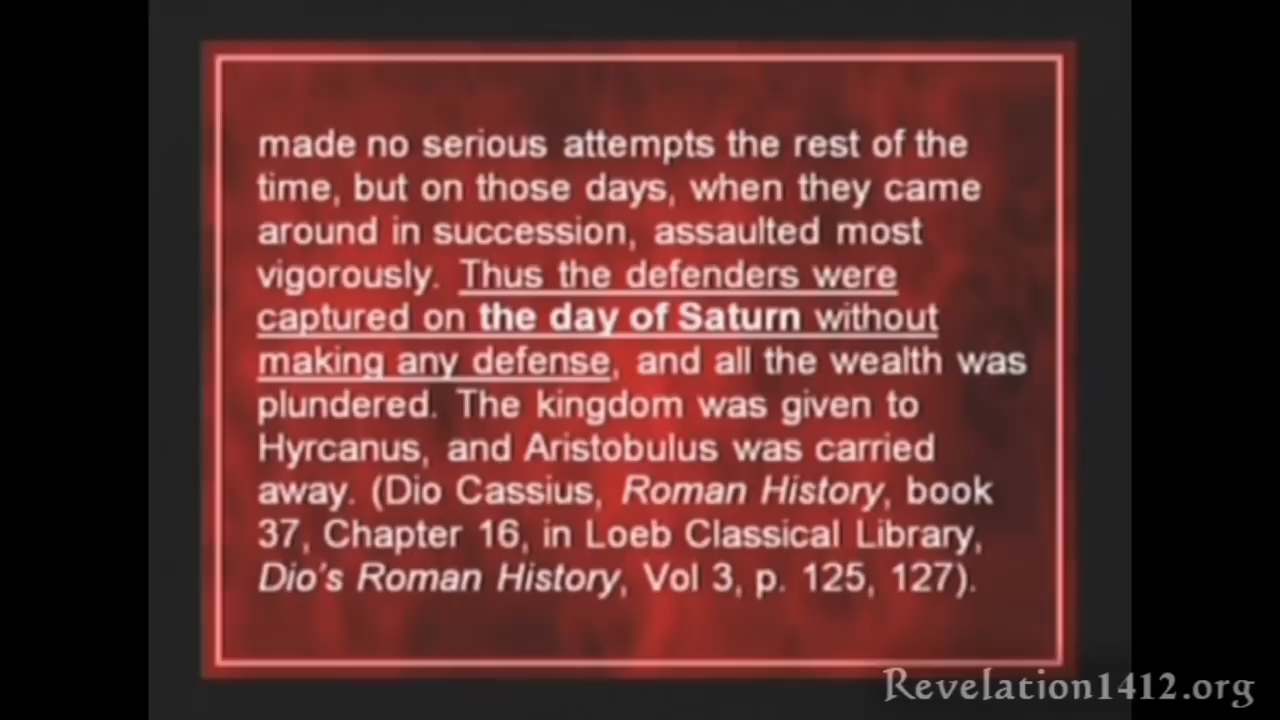 made no serious attempts the rest of the
time, but on those days, when they came
around in succession, assaulted most
vigorously. Thus the defenders were
captured on the day of Saturn without
making any defense, and all the wealth was
plundered. The kingdom was given to
Hyrcanus, and Aristobulus was carried
away. (Dio Cassius, Roman History, book
37, Chapter 16, in Loeb Classical Library,
Dio's Roman History, Vol 3, p. 125, 127).
Revelation1412.org